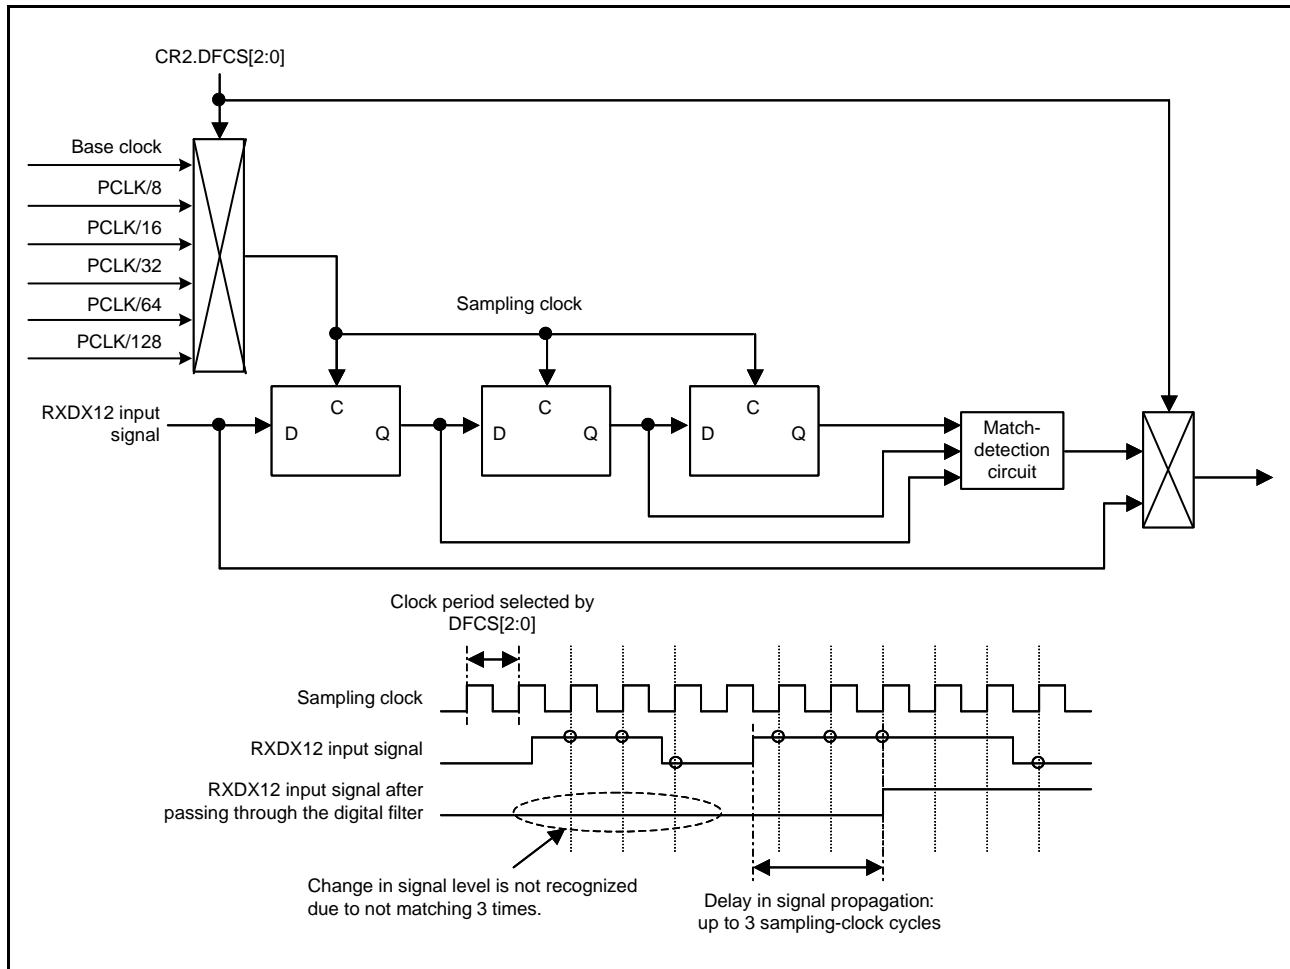 CR2.DFCS[2:0]
Base clock
PCLK/8
PCLK/16
PCLK/32
PCLK/64
PCLK/128
Sampling clock
RXDX12 input
signal
C
D
Q
C
D
Q
C
D
Q
Match-
detection
circuit
Clock period selected by
DFCS[2:0]
Sampling clock
RXDX12 input signal
RXDX12 input signal after
passing through the digital filter
Change in signal level is not recognized
due to not matching 3 times.
Delay in signal propagation:
up to 3 sampling-clock cycles